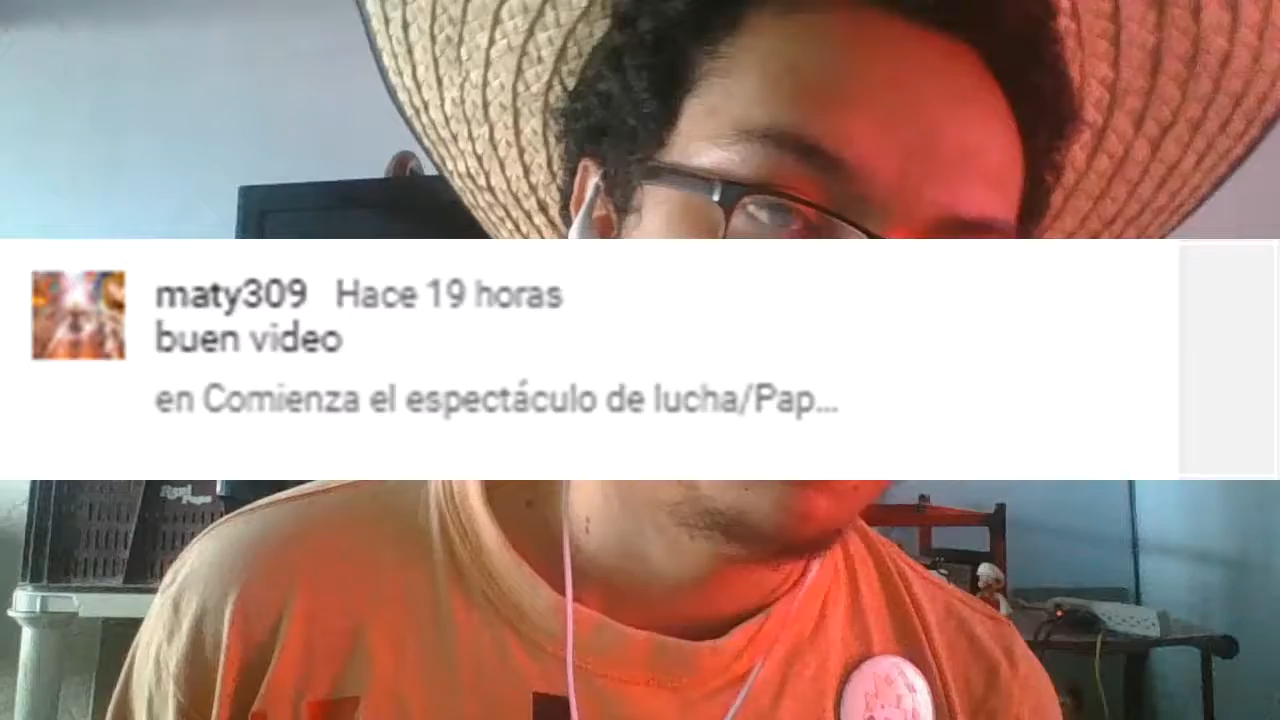 maty309 Hace 19 horas
buen video
en Comienza el espectáculo de lucha/Pap...